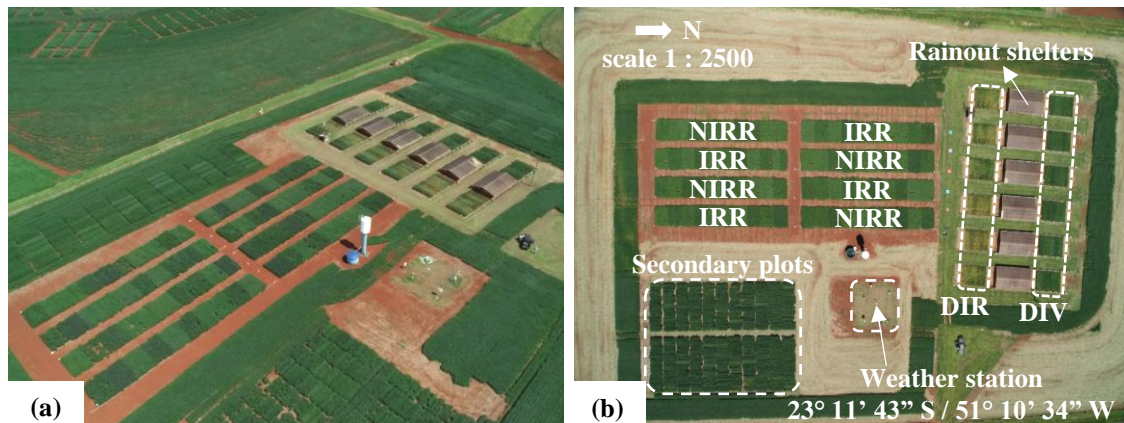 N
scale 1 : 2500
Rainout shelters
NIRR IRR
IRR NIRR
NIRR IRR
IRR NIRR
Secondary plots
DIR DIV
Weather station
23° 11’ 43” S / 51° 10’ 34” W
(a)
(b)